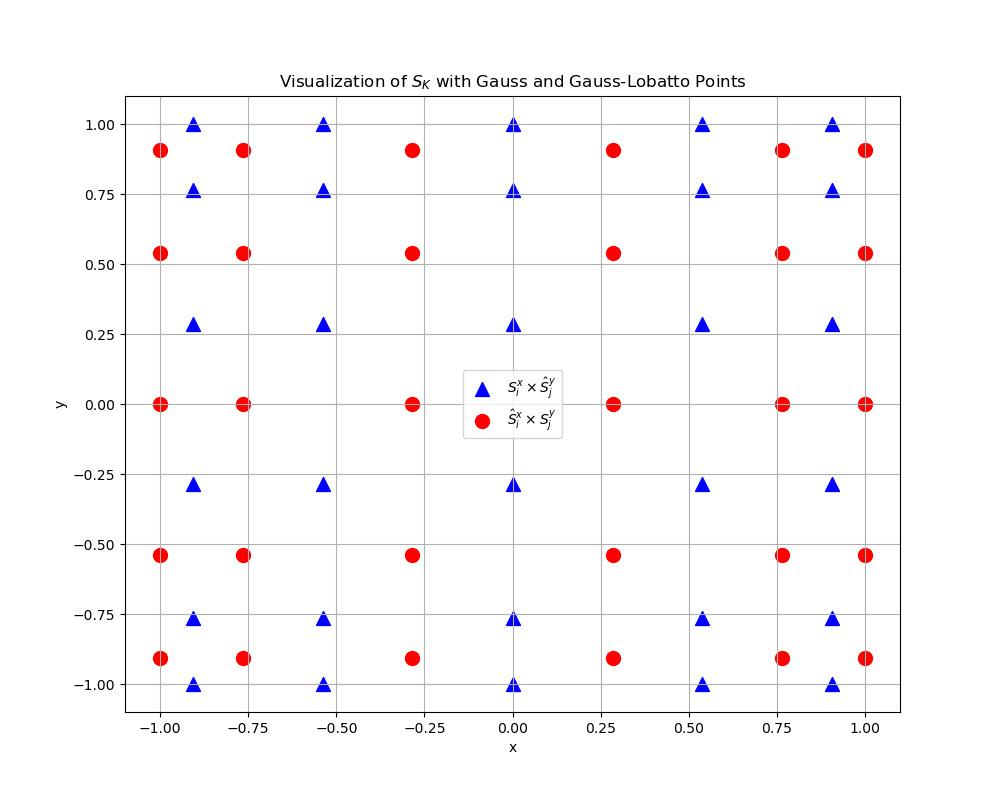 Visualization of $S_K$ with Gauss and Gauss-Lobatto Points
1.00
0.75
0.50
0.25
0.00
−0.25
−0.50
−0.75
−1.00
y
$S_i^x \times \hat{S}_j^y$
$\hat{S}_i^x \times S_j^y$
−1.00 −0.75 −0.50 −0.25 0.00 0.25 0.50 0.75 1.00
x